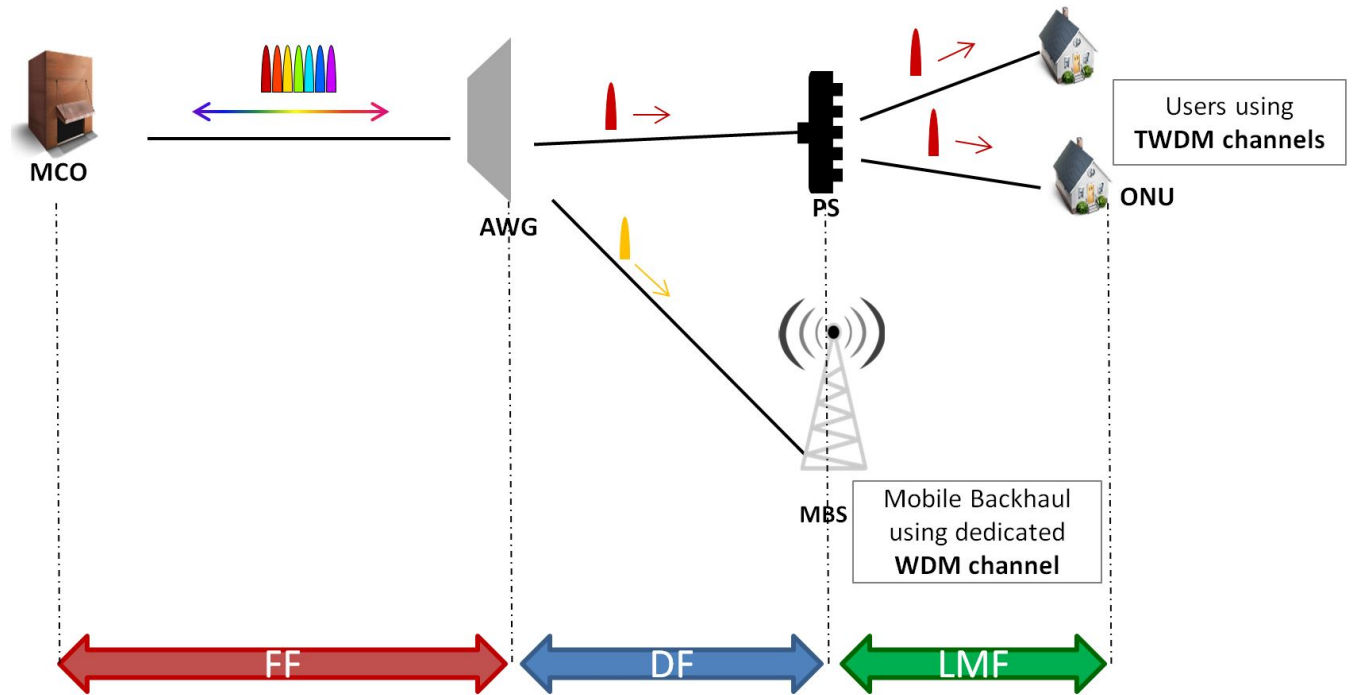 MCO
AWG
PS
ONU
Users using
TWDM channels
MBS
Mobile Backhaul
using dedicated
WDM channel
FF
DF
LMF